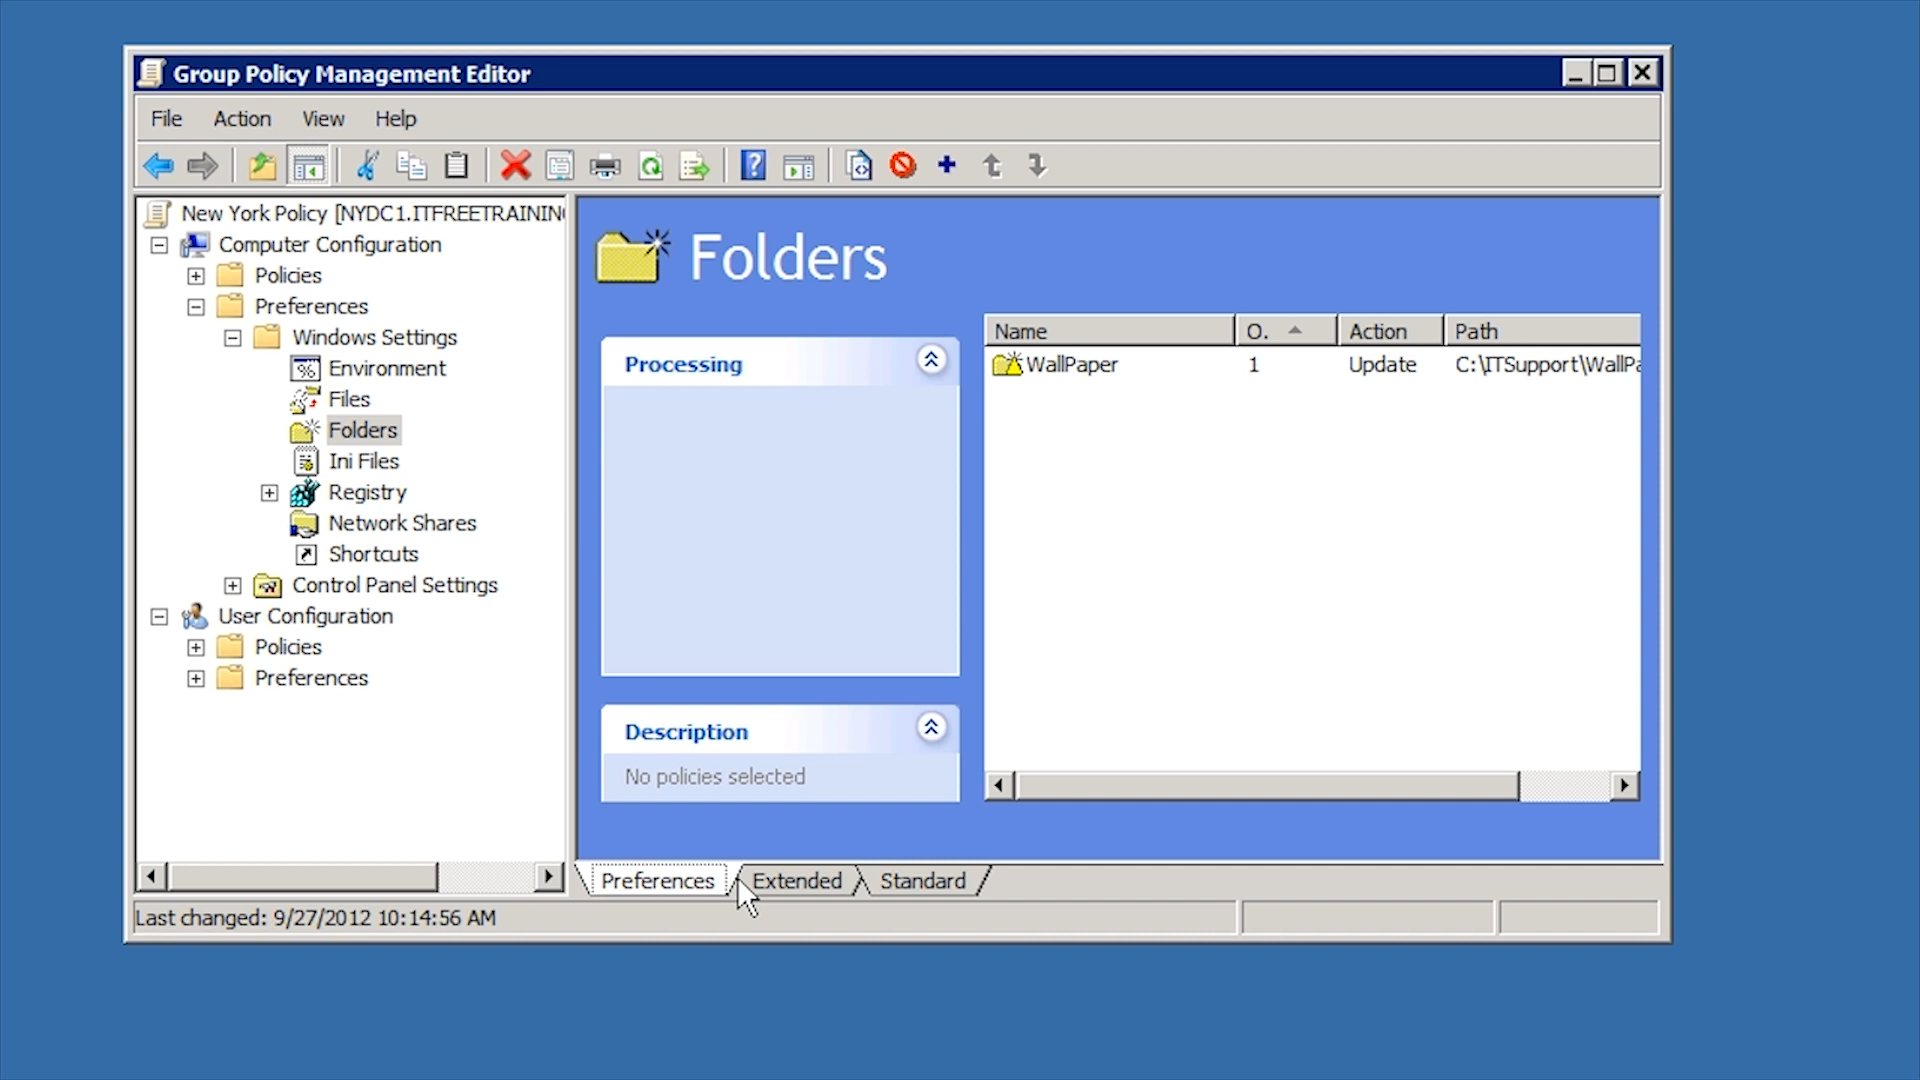 Group Policy Management Editor
File Action View Help
New York Policy [NYDC1.ITFREETRAININ
Computer Configuration
Policies
Preferences
Windows Settings
Environment
Files
Folders
Ini Files
Registry
Network Shares
Shortcuts
Control Panel Settings
User Configuration
Policies
Preferences
Folders
Processing
Description
No policies selected
Name O. Action Path
WallPaper 1 Update C:\ITSupport\WallPa
Preferences Extended Standard
Last changed: 9/27/2012 10:14:56 AM